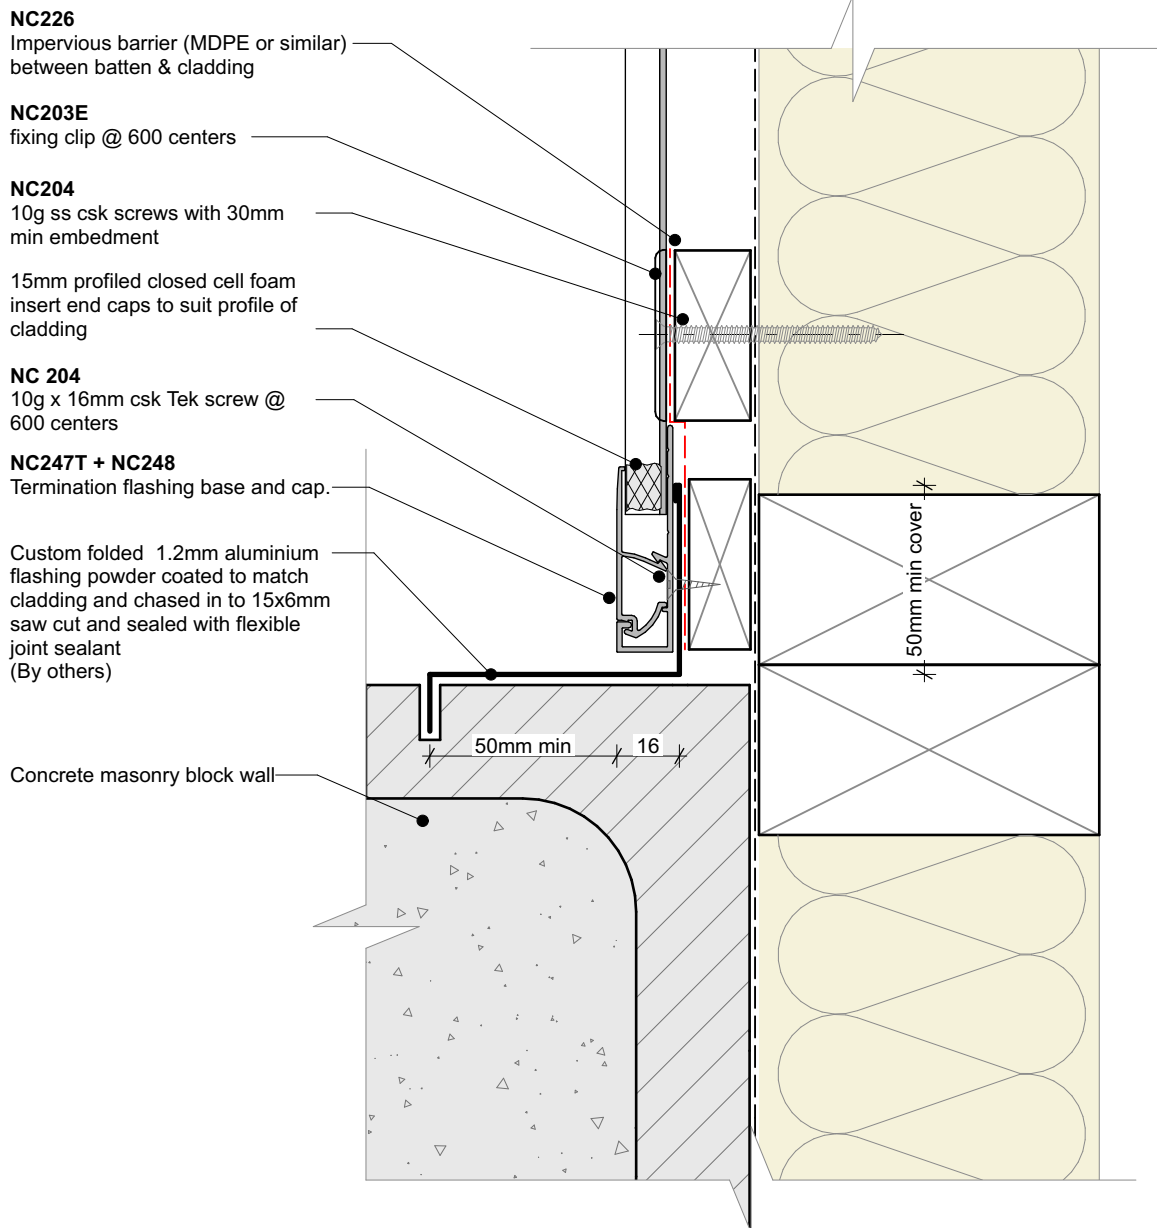 NC226
Impervious barrier (MDPE or similar)
between batten & cladding
NC203E
fixing clip @ 600 centers
NC204
10g ss csk screws with 30mm
min embedment
15mm profiled closed cell foam
insert end caps to suit profile of
cladding
NC 204
10g x 16mm csk Tek screw @
600 centers
NC247T + NC248
Termination flashing base and cap.
Custom folded  1.2mm aluminium
flashing powder coated to match
cladding and chased in to 15x6mm
saw cut and sealed with flexible
joint sealant
(By others)
Concrete masonry block wall
50mm min
16
50mm min cover